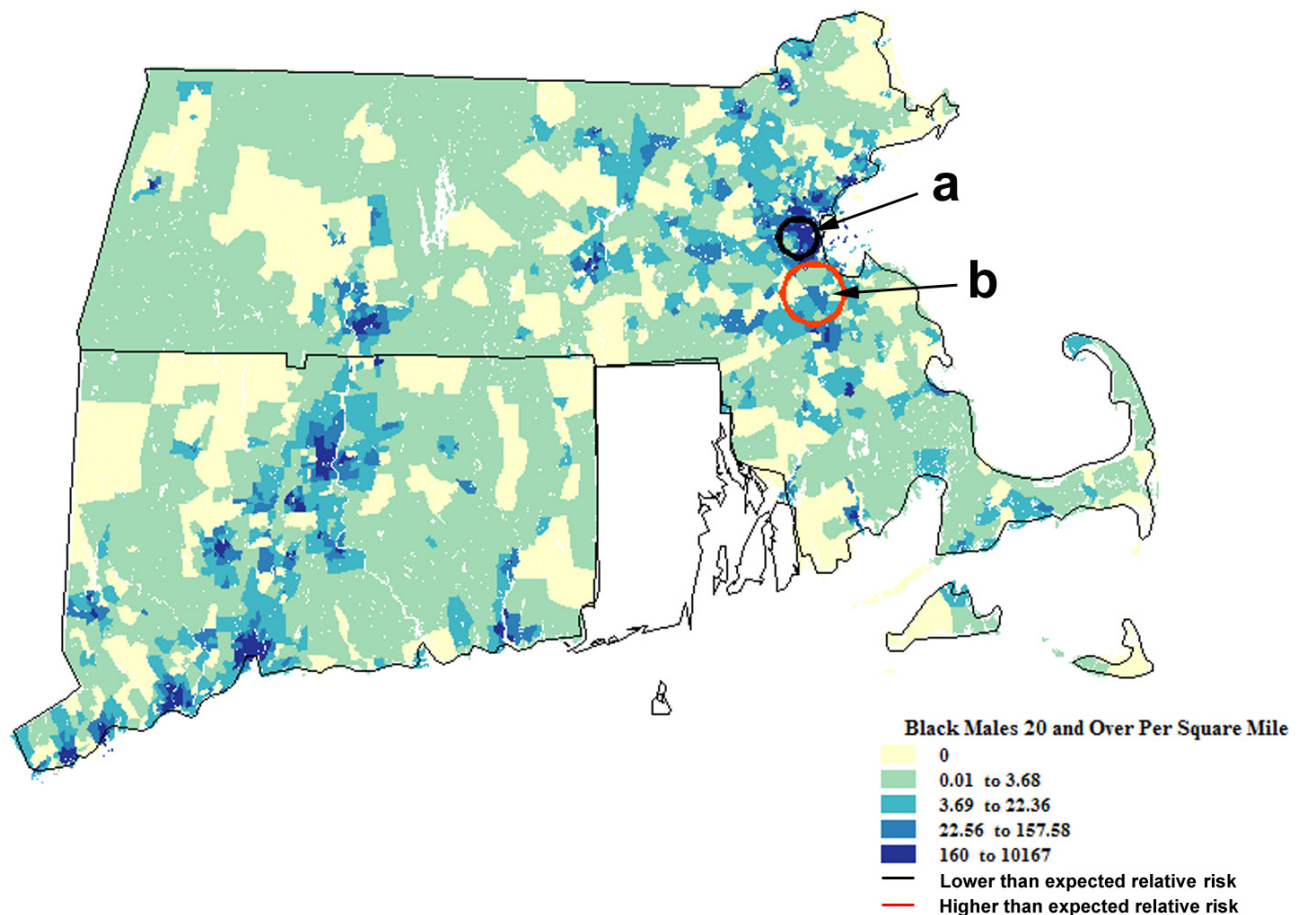 a
b
Black Males 20 and Over Per Square Mile
0
0.01 to 3.68
3.69 to 22.36
22.56 to 157.58
160 to 10167
Lower than expected relative risk
Higher than expected relative risk